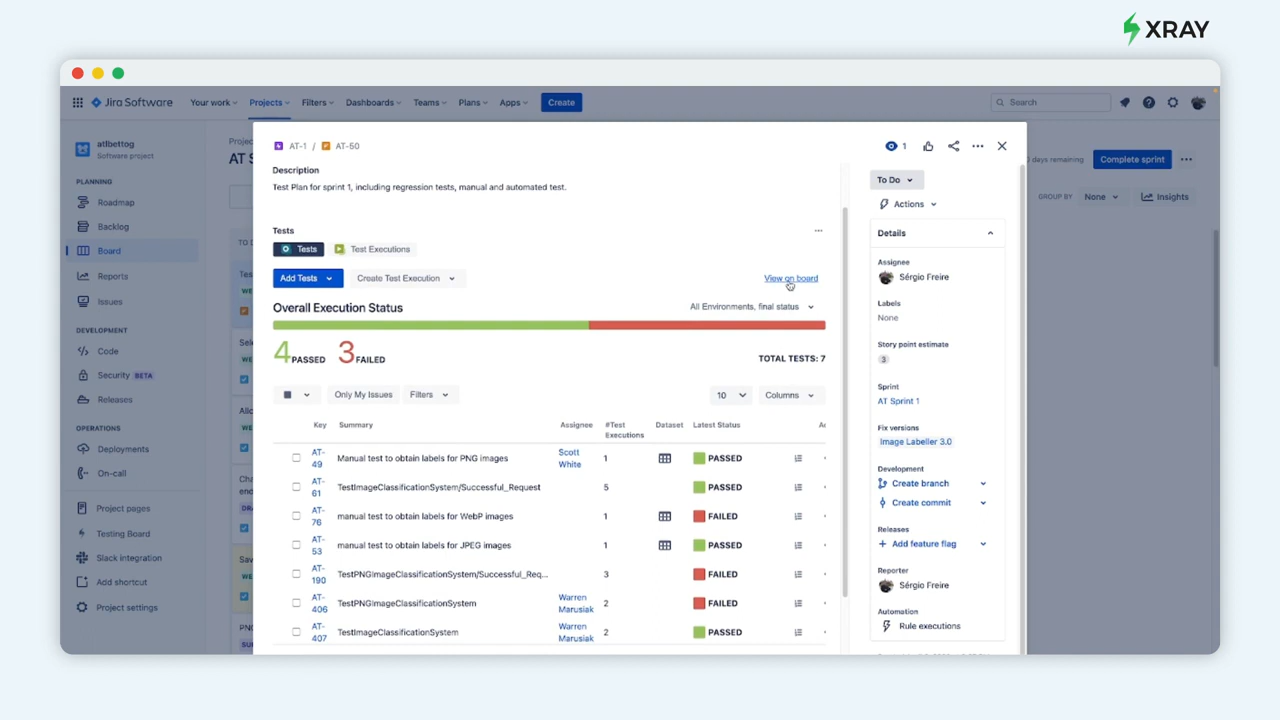 XRAY
Jira Software Your work Projects Filters Dashboards Teams Plans Apps Create Search
atlbettog
Software project
PLANNING
Roadmap
Backlog
Board
Reports
Issues
DEVELOPMENT
Code
Security BETA
Releases
OPERATIONS
Deployments
On-call
Project pages
Testing Board
Slack integration
Add shortcut
Project settings
Projec
AT S
TO D
Complete sprint
days remaining
GROUP BY None Insights
AT-1 / AT-50
1
Description
Test Plan for sprint 1, including regression tests, manual and automated test.
Tests
Tests Test Executions
Add Tests Create Test Execution View on board
Overall Execution Status All Environments, final status
4 PASSED 3 FAILED TOTAL TESTS: 7
Only My Issues Filters 10 Columns
Key Summary Assignee #Test Executions Dataset Latest Status
AT-49 Manual test to obtain labels for PNG images Scott White 1 PASSED
AT-61 TestImageClassificationSystem/Successful_Request 5 PASSED
AT-76 manual test to obtain labels for WebP images 1 FAILED
AT-53 manual test to obtain labels for JPEG images 1 PASSED
AT-190 TestPNGImageClassificationSystem/Successful_Req... 3 FAILED
AT-406 TestPNGImageClassificationSystem Warren Marusiak 2 FAILED
AT-407 TestImageClassificationSystem Warren Marusiak 2 PASSED
To Do
Actions
Details
Assignee
Sérgio Freire
Labels
None
Story point estimate
3
Sprint
AT Sprint 1
Fix versions
Image Labeller 3.0
Development
Create branch
Create commit
Releases
Add feature flag
Reporter
Sérgio Freire
Automation
Rule executions